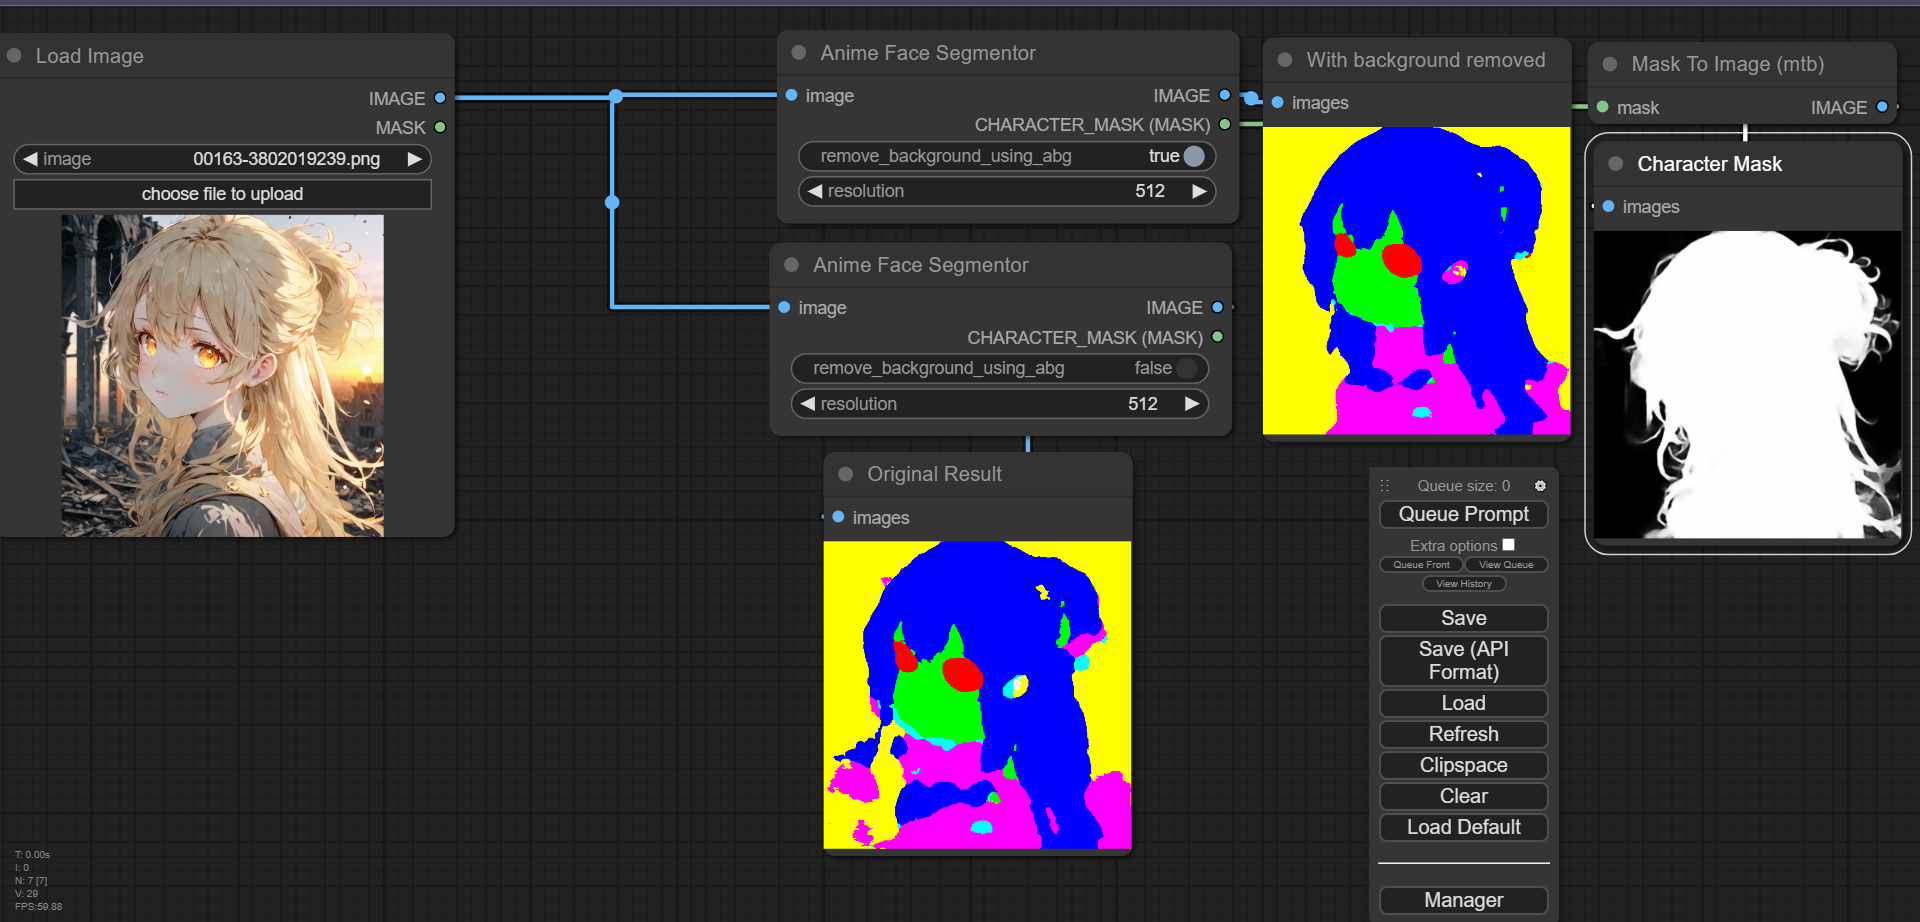 Load Image
IMAGE
MASK
image 00163-3802019239.png
choose file to upload
Anime Face Segmentor
image IMAGE
CHARACTER_MASK (MASK)
remove_background_using_abg true
resolution 512
Anime Face Segmentor
image IMAGE
CHARACTER_MASK (MASK)
remove_background_using_abg false
resolution 512
Original Result
images
With background removed
images
Mask To Image (mtb)
mask IMAGE
Character Mask
images
Queue size: 0
Queue Prompt
Extra options
Queue Front View Queue
View History
Save
Save (API
Format)
Load
Refresh
Clipspace
Clear
Load Default
Manager
T: 0.00s
I: 0
N: 7 [7]
V: 29
FPS:59.88